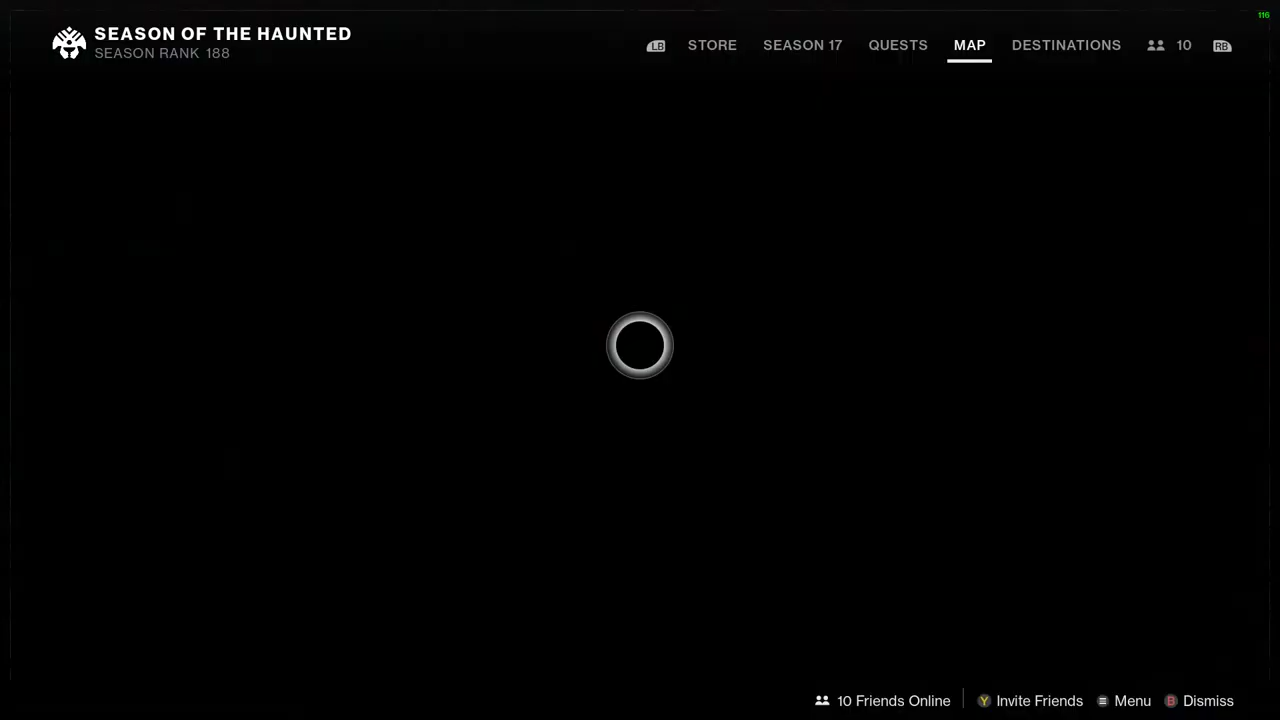 116
SEASON OF THE HAUNTED
SEASON RANK 188
LB STORE SEASON 17 QUESTS MAP DESTINATIONS 10 RB
10 Friends Online Y Invite Friends Menu B Dismiss